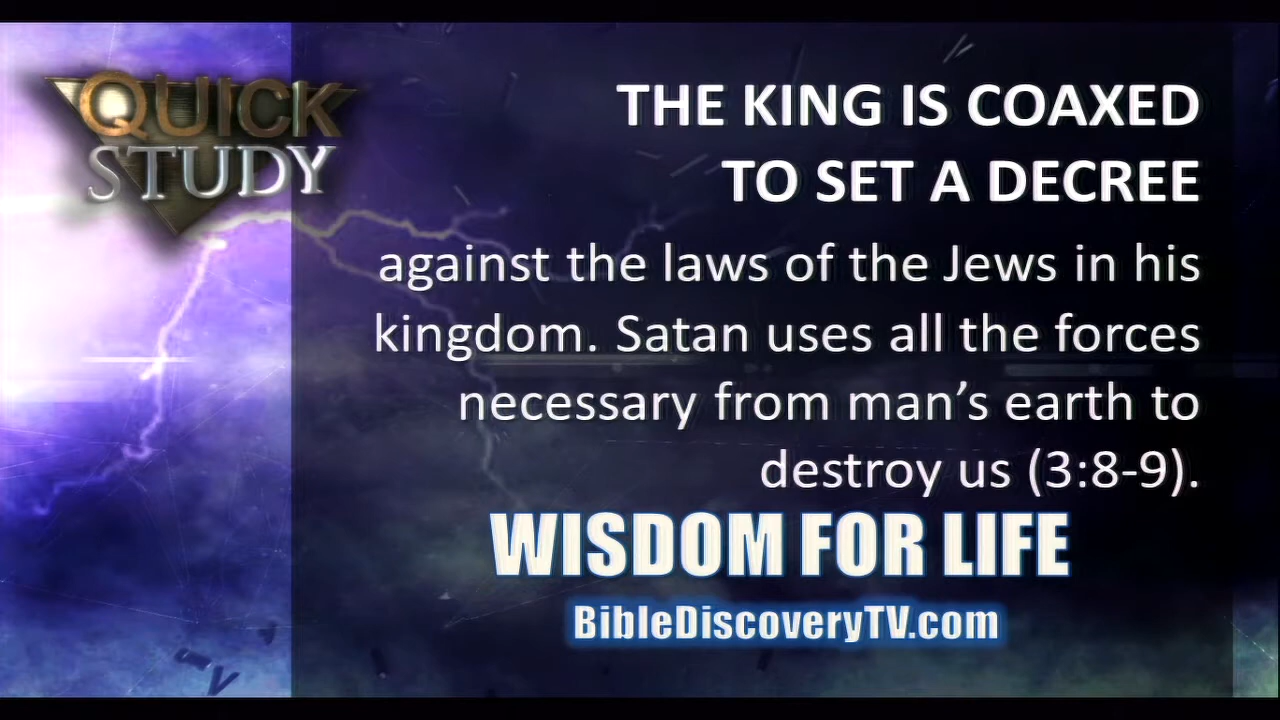 QUICK
STUDY
THE KING IS COAXED
TO SET A DECREE
against the laws of the Jews in his
kingdom. Satan uses all the forces
necessary from man’s earth to
destroy us (3:8-9).
WISDOM FOR LIFE
BibleDiscoveryTV.com